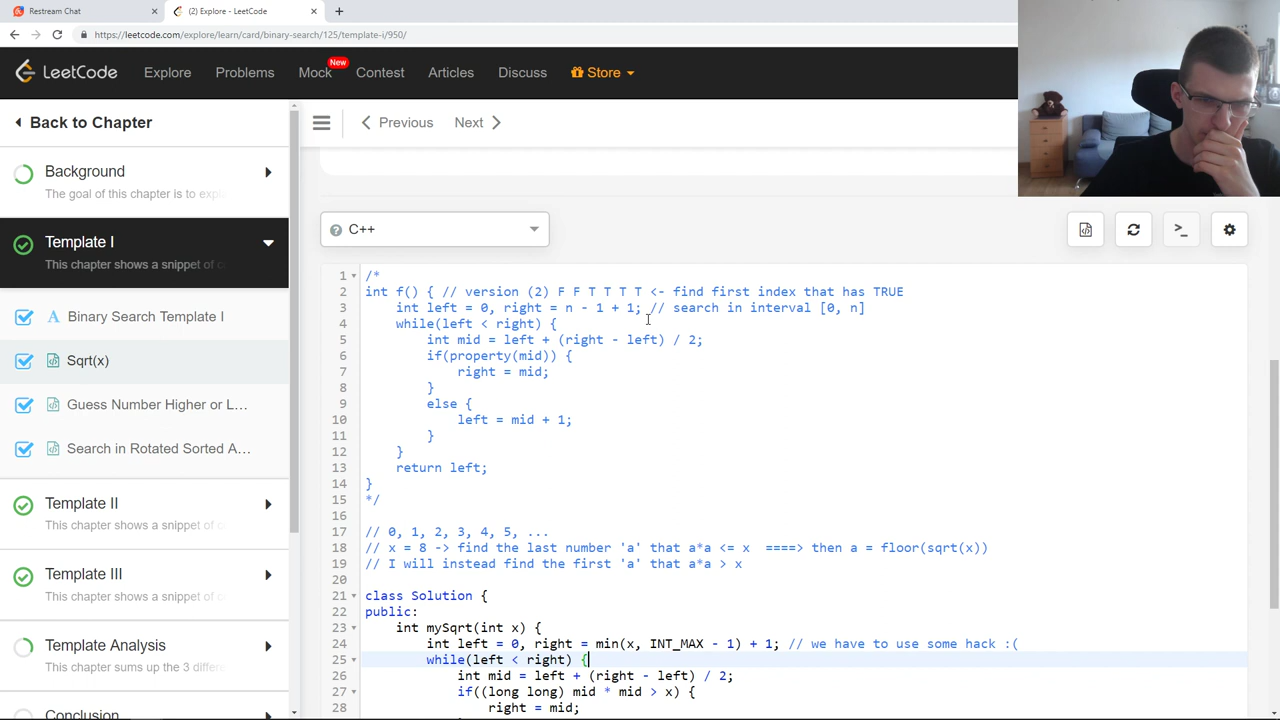 Restream Chat
(2) Explore - LeetCode
https://leetcode.com/explore/learn/card/binary-search/125/template-i/950/
LeetCode
Explore
Problems
Mock
New
Contest
Articles
Discuss
Store
Back to Chapter
Previous
Next
Background
The goal of this chapter is to expl
Template I
This chapter shows a snippet of c
A Binary Search Template I
Sqrt(x)
Guess Number Higher or L...
Search in Rotated Sorted A...
Template II
This chapter shows a snippet of c
Template III
This chapter shows a snippet of c
Template Analysis
This chapter sums up the 3 differe
Conclusion
C++
1 /*
2 int f() { // version (2) F F T T T T <- find first index that has TRUE
3 int left = 0, right = n - 1 + 1; // search in interval [0, n]
4 while(left < right) {
5 int mid = left + (right - left) / 2;
6 if(property(mid)) {
7 right = mid;
8 }
9 else {
10 left = mid + 1;
11 }
12 }
13 return left;
14 }
15 */
16
17 // 0, 1, 2, 3, 4, 5, ...
18 // x = 8 -> find the last number 'a' that a*a <= x ====> then a = floor(sqrt(x))
19 // I will instead find the first 'a' that a*a > x
20
21 class Solution {
22 public:
23 int mySqrt(int x) {
24 int left = 0, right = min(x, INT_MAX - 1) + 1; // we have to use some hack :(
25 while(left < right) {
26 int mid = left + (right - left) / 2;
27 if((long long) mid * mid > x) {
28 right = mid;